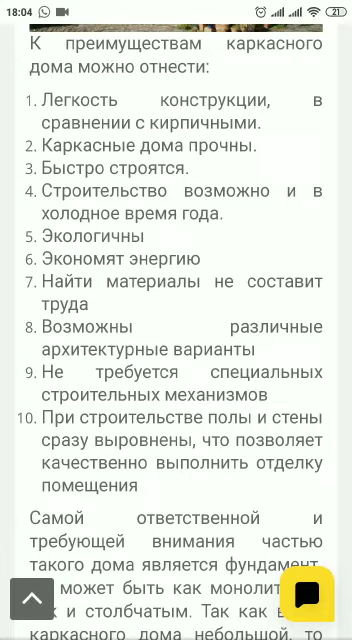 18:04 21
К преимуществам каркасного
дома можно отнести:
1. Легкость конструкции, в
сравнении с кирпичными.
2. Каркасные дома прочны.
3. Быстро строятся.
4. Строительство возможно и в
холодное время года.
5. Экологичны
6. Экономят энергию
7. Найти материалы не составит
труда
8. Возможны различные
архитектурные варианты
9. Не требуется специальных
строительных механизмов
10. При строительстве полы и стены
сразу выровнены, что позволяет
качественно выполнить отделку
помещения
Самой ответственной и
требующей внимания частью
такого дома является фундамент.
может быть как
и столбчатым. Так как
каркасного дома небольшой, то